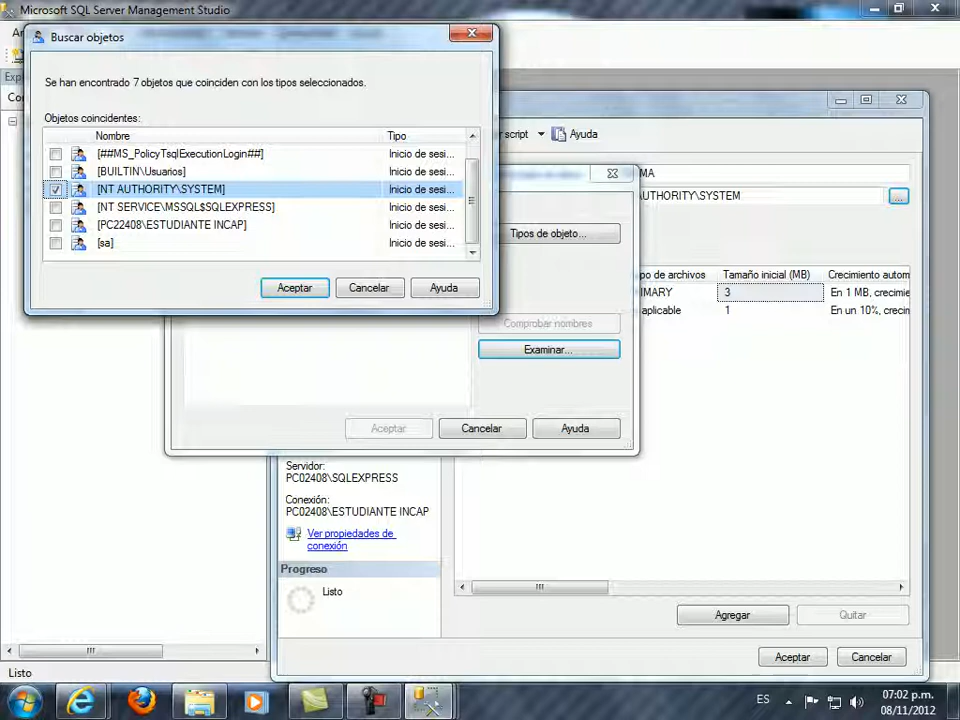 Microsoft SQL Server Management Studio
Buscar objetos
Se han encontrado 7 objetos que coinciden con los tipos seleccionados.
Objetos coincidentes:
Nombre
Tipo
[##MS_PolicyTsqlExecutionLogin##]
Inicio de sesi...
[BUILTIN\Usuarios]
Inicio de sesi...
[NT AUTHORITY\SYSTEM]
Inicio de sesi...
[NT SERVICE\MSSQL$SQLEXPRESS]
Inicio de sesi...
[PC22408\ESTUDIANTE INCAP]
Inicio de sesi...
[sa]
Inicio de sesi...
Aceptar
Cancelar
Ayuda
script
Ayuda
MA
UTHORITY\SYSTEM
...
Tipos de objeto...
po de archivos
Tamaño inicial (MB)
Crecimiento autom
IMARY
3
En 1 MB, crecimie
aplicable
1
En un 10%, crecin
Comprobar nombres
Examinar...
Aceptar
Cancelar
Ayuda
Servidor:
PC02408\SQLEXPRESS
Conexión:
PC02408\ESTUDIANTE INCAP
Ver propiedades de
conexión
Progreso
Listo
Agregar
Quitar
Aceptar
Cancelar
Listo
ES
07:02 p.m.
08/11/2012